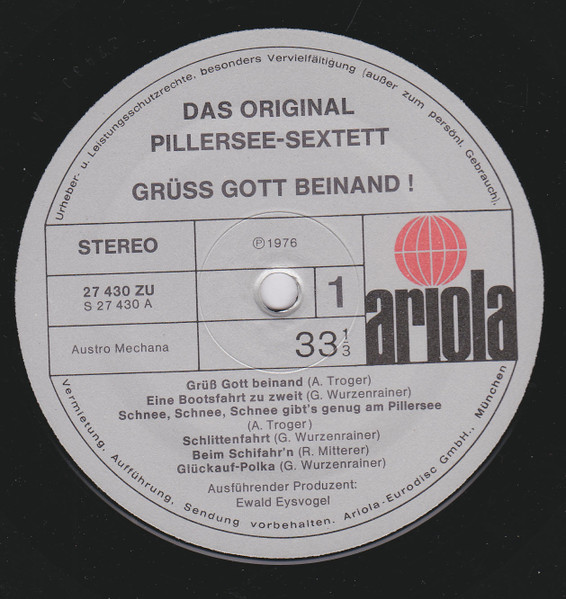 Urheber- u. Leistungsschutzrechte, besonders Vervielfältigung (außer zum persönl. Gebrauch),
DAS ORIGINAL
PILLERSEE-SEXTETT
GRÜSS GOTT BEINAND !
STEREO
℗ 1976
27 430 ZU
S 27 430 A
1
ariola
Austro Mechana
33 1/3
Grüß Gott beinand (A. Troger)
Eine Bootsfahrt zu zweit (G. Wurzenrainer)
Schnee, Schnee, Schnee gibt's genug am Pillersee
(A. Troger)
Schlittenfahrt (G. Wurzenrainer)
Beim Schifahr'n (R. Mitterer)
Glückauf-Polka (G. Wurzenrainer)
Ausführender Produzent:
Ewald Eysvogel
Vermietung, Aufführung, Sendung vorbehalten. Ariola-Eurodisc GmbH., München